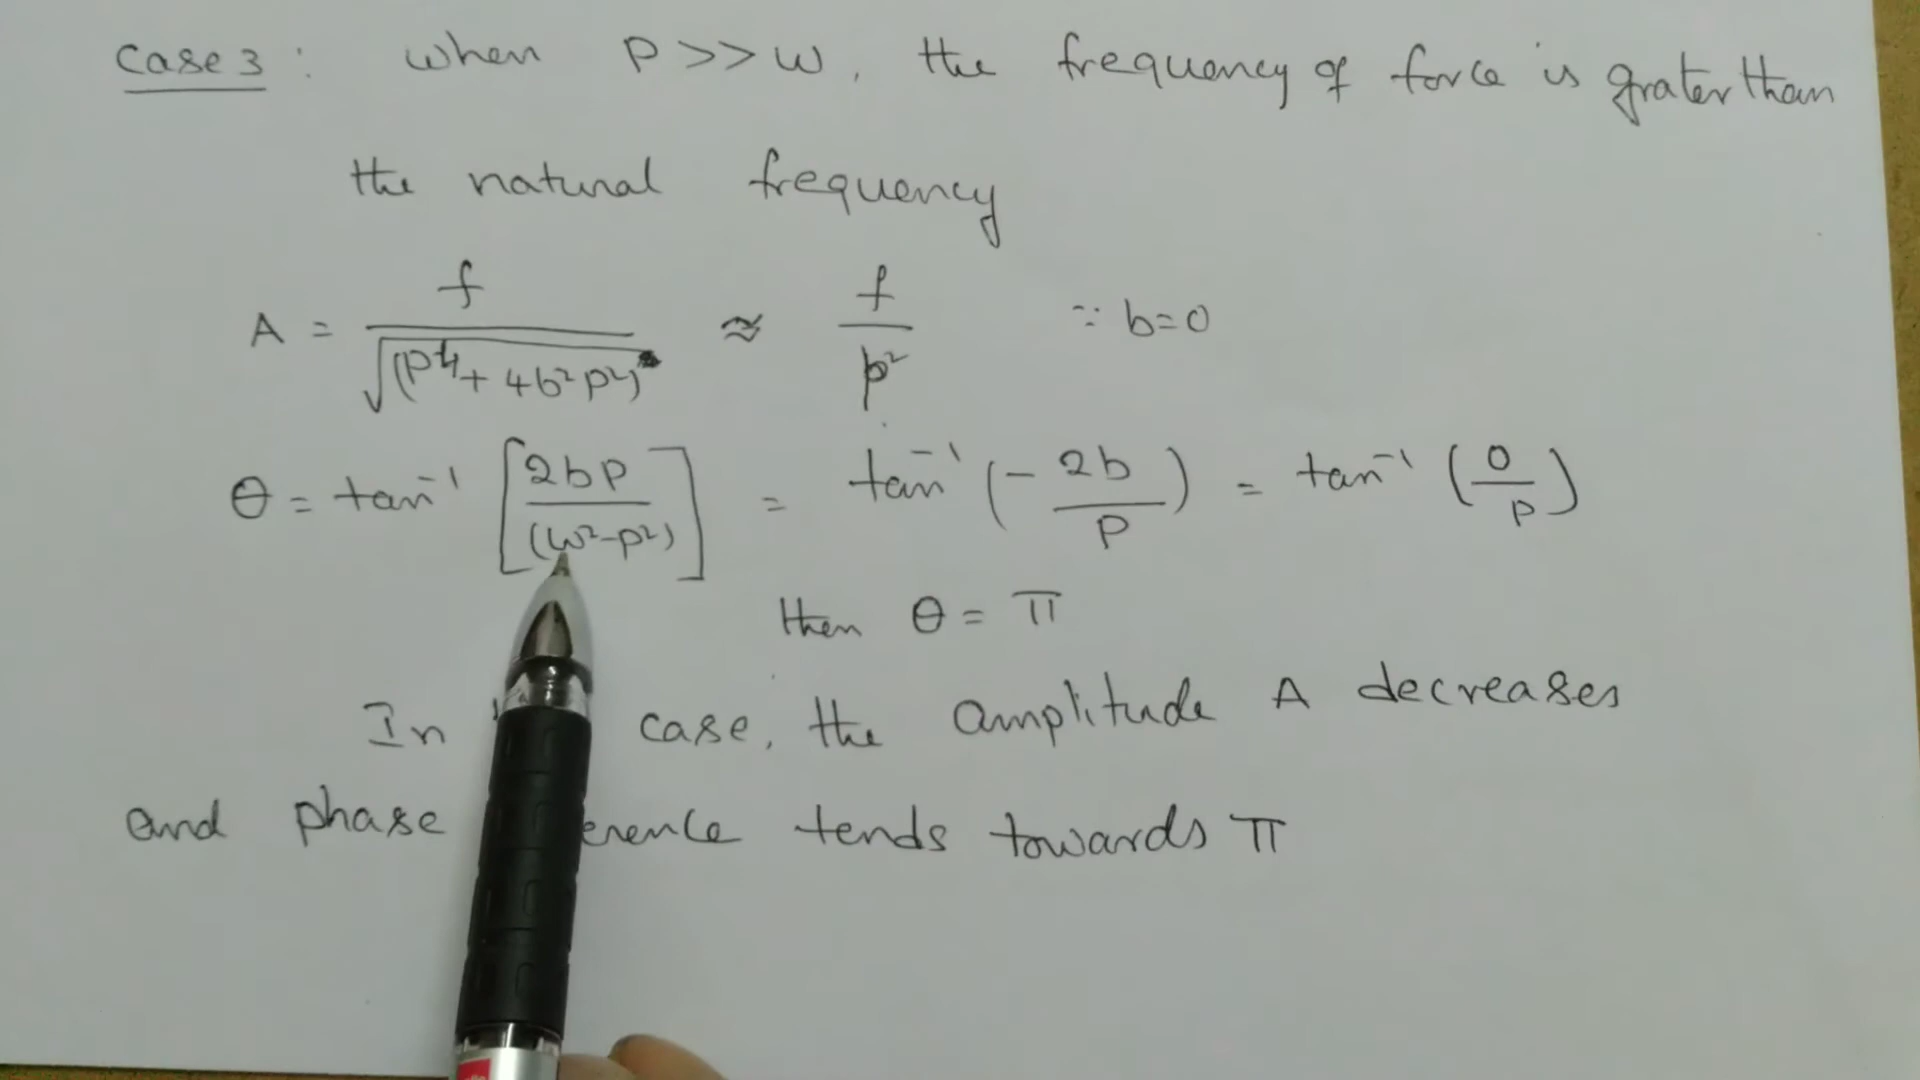 Case 3 : when P >> ω, the frequency of force is grater than
the natural frequency
A = f / √(p⁴ + 4b²p²) ≈ f / p² ∵ b=0
θ = tan⁻¹ [2bp / (ω²-p²)] = tan⁻¹ (- 2b / P) = tan⁻¹ (0 / P)
then θ = π
In case, the amplitude A decreases
and phase erence tends towards π